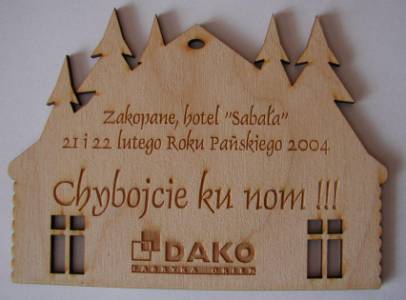 Zakopane, hotel "Sabała"
21 i 22 lutego Roku Pańskiego 2004
Chybojcie ku nom !!!
DAKO
FABRYKA OKIEN